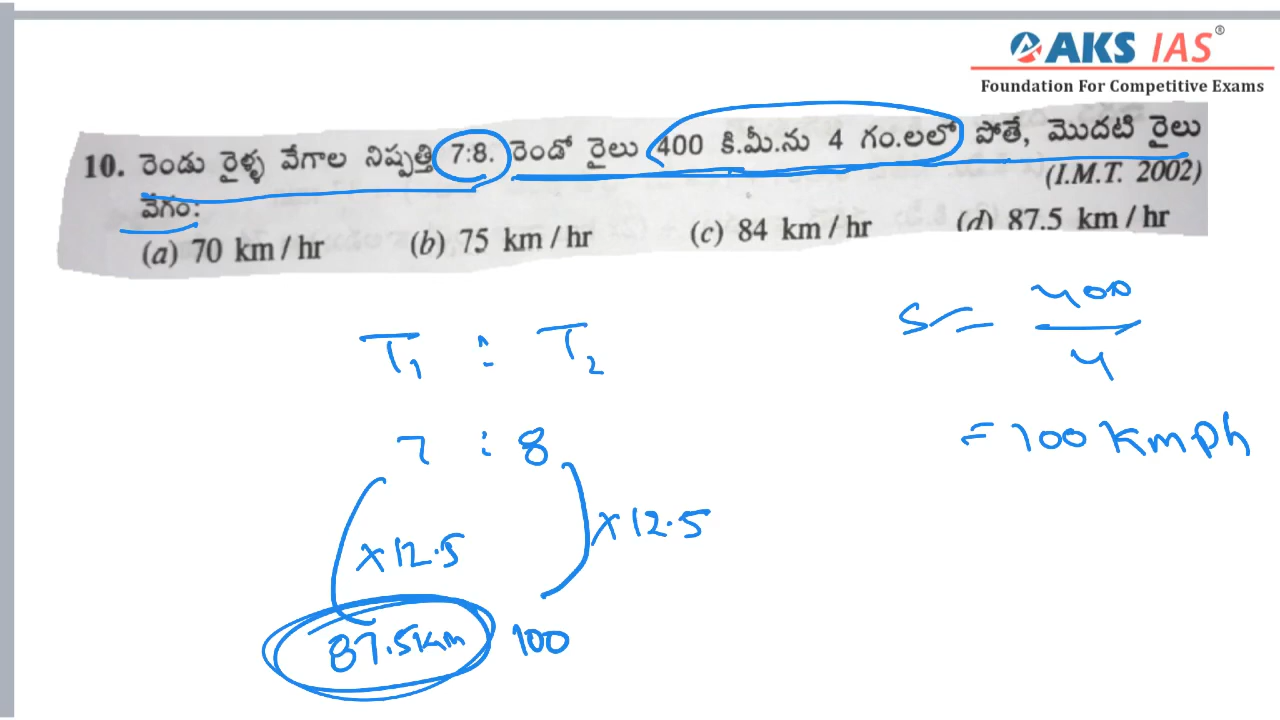 AKS IAS®
Foundation For Competitive Exams
10. రెండు రైళ్ళ వేగాల నిష్పత్తి 7:8. రెండో రైలు 400 కి.మీ.ను 4 గం.లలో పోతే, మొదటి రైలు
వేగం: (I.M.T. 2002)
(a) 70 km / hr (b) 75 km / hr (c) 84 km / hr (d) 87.5 km / hr
T1 : T2
S = 400/4
7 : 8
= 100 Kmph
×12.5 ×12.5
87.5Km 100